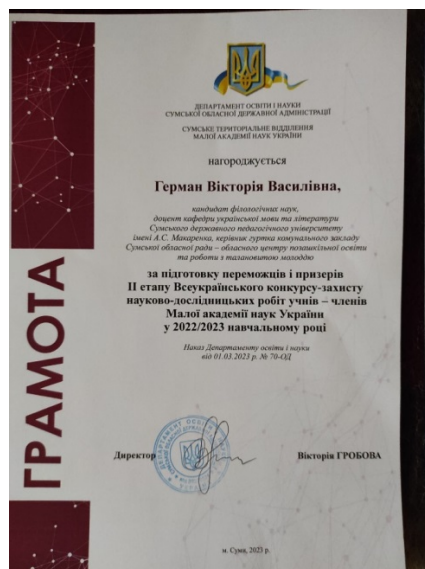 ГРАМОТА
ДЕПАРТАМЕНТ ОСВІТИ І НАУКИ
СУМСЬКОЇ ОБЛАСНОЇ ДЕРЖАВНОЇ АДМІНІСТРАЦІЇ
СУМСЬКЕ ТЕРИТОРІАЛЬНЕ ВІДДІЛЕННЯ
МАЛОЇ АКАДЕМІЇ НАУК УКРАЇНИ
нагороджується
Герман Вікторія Василівна,
кандидат філологічних наук,
доцент кафедри української мови та літератури
Сумського державного педагогічного університету
імені А.С. Макаренка, керівник гуртка комунального закладу
Сумської обласної ради – обласного центру позашкільної освіти
та роботи з талановитою молоддю
за підготовку переможців і призерів
ІІ етапу Всеукраїнського конкурсу-захисту
науково-дослідницьких робіт учнів – членів
Малої академії наук України
у 2022/2023 навчальному році
Наказ Департаменту освіти і науки
від 01.03.2023 р. № 70-ОД
Директор
Вікторія ГРОБОВА
м. Суми, 2023 р.